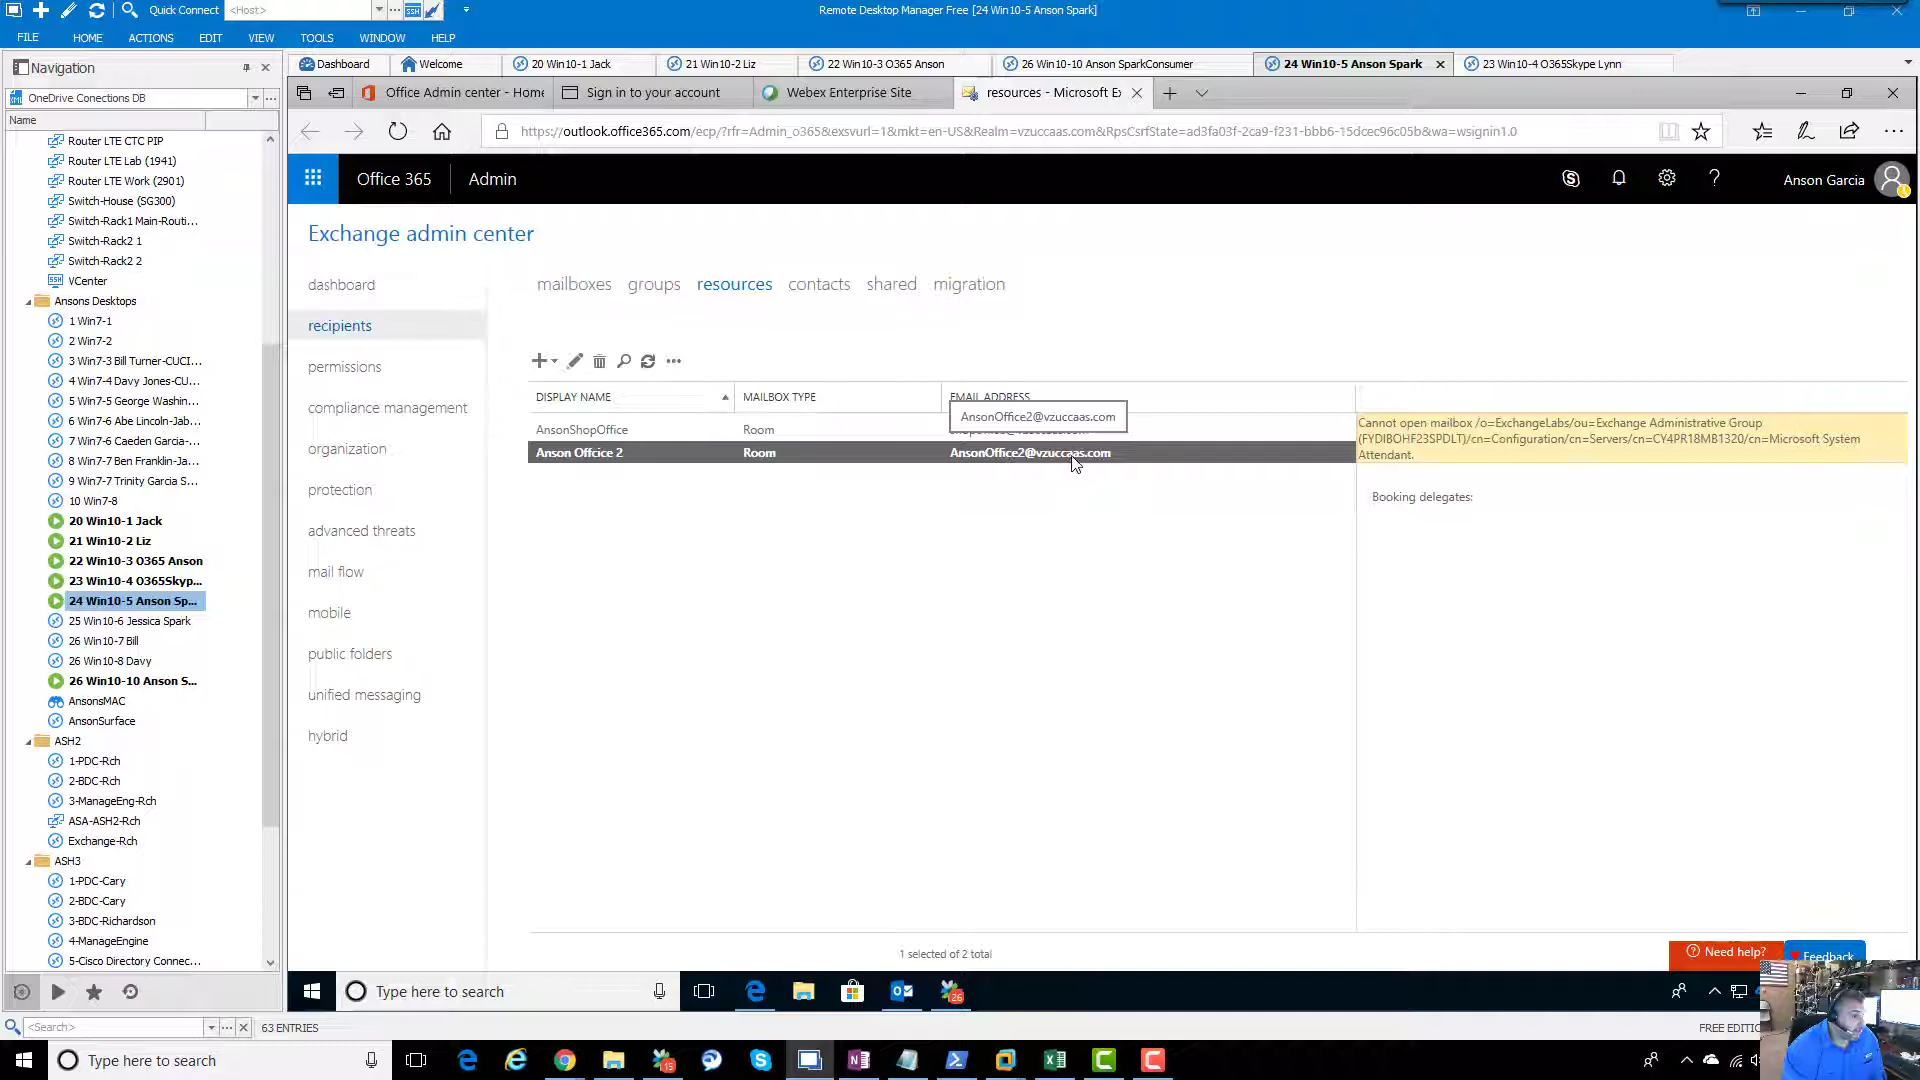 Quick Connect
<Host>
SSH
Remote Desktop Manager Free [24 Win10-5 Anson Spark]
FILE
HOME
ACTIONS
EDIT
VIEW
TOOLS
WINDOW
HELP
Navigation
Dashboard
Welcome
20 Win10-1 Jack
21 Win10-2 Liz
22 Win10-3 O365 Anson
26 Win10-10 Anson SparkConsumer
24 Win10-5 Anson Spark
23 Win10-4 O365Skype Lynn
OneDrive Conections DB
Name
Office Admin center - Home
Sign in to your account
Webex Enterprise Site
resources - Microsoft Ex
https://outlook.office365.com/ecp/?rfr=Admin_o365&exsvurl=1&mkt=en-US&Realm=vzuccaas.com&RpsCsrfState=ad3fa03f-2ca9-f231-bbb6-15dcec96c05b&wa=wsignin1.0
Router LTE CTC PIP
Router LTE Lab (1941)
Router LTE Work (2901)
Switch-House (SG300)
Switch-Rack1 Main-Routi...
Switch-Rack2 1
Switch-Rack2 2
VCenter
Ansons Desktops
1 Win7-1
2 Win7-2
3 Win7-3 Bill Turner-CUCI...
4 Win7-4 Davy Jones-CU...
5 Win7-5 George Washin...
6 Win7-6 Abe Lincoln-Jab...
7 Win7-6 Caeden Garcia-...
8 Win7-7 Ben Franklin-Ja...
9 Win7-7 Trinity Garcia S...
10 Win7-8
20 Win10-1 Jack
21 Win10-2 Liz
22 Win10-3 O365 Anson
23 Win10-4 O365Skyp...
24 Win10-5 Anson Sp...
25 Win10-6 Jessica Spark
26 Win10-7 Bill
26 Win10-8 Davy
26 Win10-10 Anson S...
AnsonsMAC
AnsonSurface
ASH2
1-PDC-Rch
2-BDC-Rch
3-ManageEng-Rch
ASA-ASH2-Rch
Exchange-Rch
ASH3
1-PDC-Cary
2-BDC-Cary
3-BDC-Richardson
4-ManageEngine
5-Cisco Directory Connec...
Office 365
Admin
Anson Garcia
Exchange admin center
dashboard
recipients
permissions
compliance management
organization
protection
advanced threats
mail flow
mobile
public folders
unified messaging
hybrid
mailboxes
groups
resources
contacts
shared
migration
DISPLAY NAME
MAILBOX TYPE
EMAIL ADDRESS
AnsonOffice2@vzuccaas.com
AnsonShopOffice
Room
Anson Offcice 2
Room
AnsonOffice2@vzuccaas.com
Cannot open mailbox /o=ExchangeLabs/ou=Exchange Administrative Group
(FYDIBOHF23SPDLT)/cn=Configuration/cn=Servers/cn=CY4PR18MB1320/cn=Microsoft System
Attendant.
Booking delegates:
1 selected of 2 total
Need help?
Feedback
Type here to search
26
<Search>
63 ENTRIES
FREE EDITIO
Type here to search
15